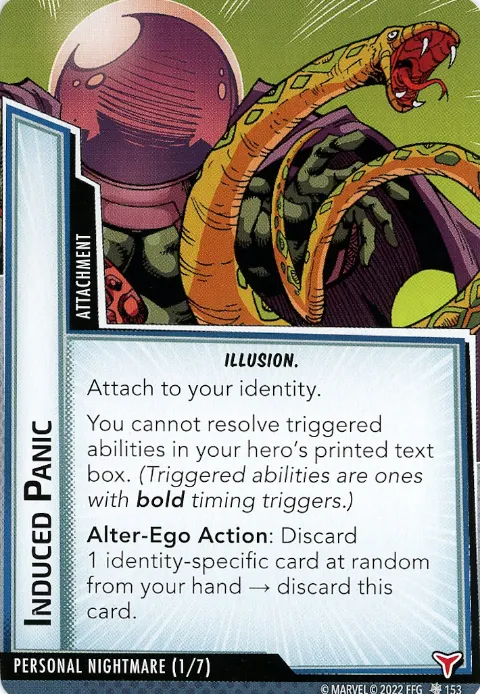 ATTACHMENT
INDUCED PANIC
ILLUSION.
Attach to your identity.
You cannot resolve triggered
abilities in your hero's printed text
box. (Triggered abilities are ones
with bold timing triggers.)
Alter-Ego Action: Discard
1 identity-specific card at random
from your hand → discard this
card.
PERSONAL NIGHTMARE (1/7)
© MARVEL © 2022 FFG 153